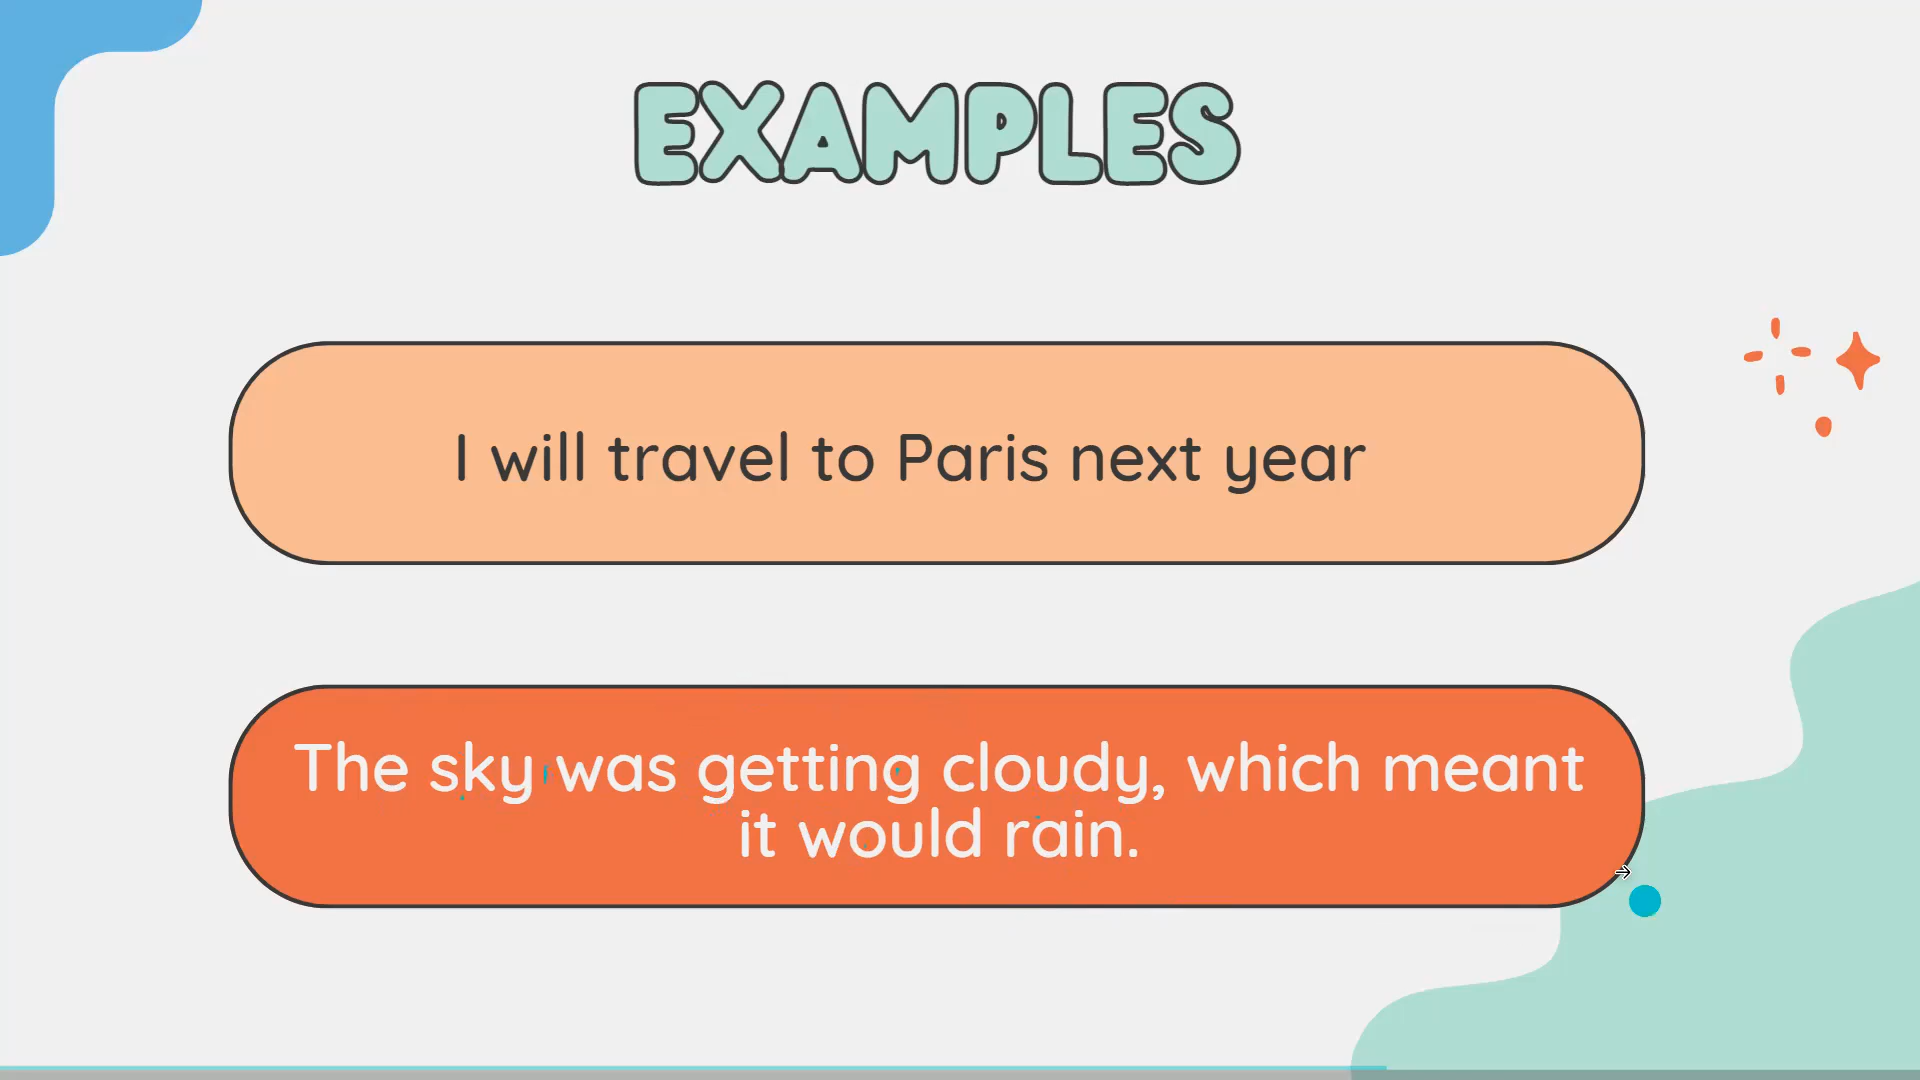 EXAMPLES
I will travel to Paris next year
The sky was getting cloudy, which meant
it would rain.